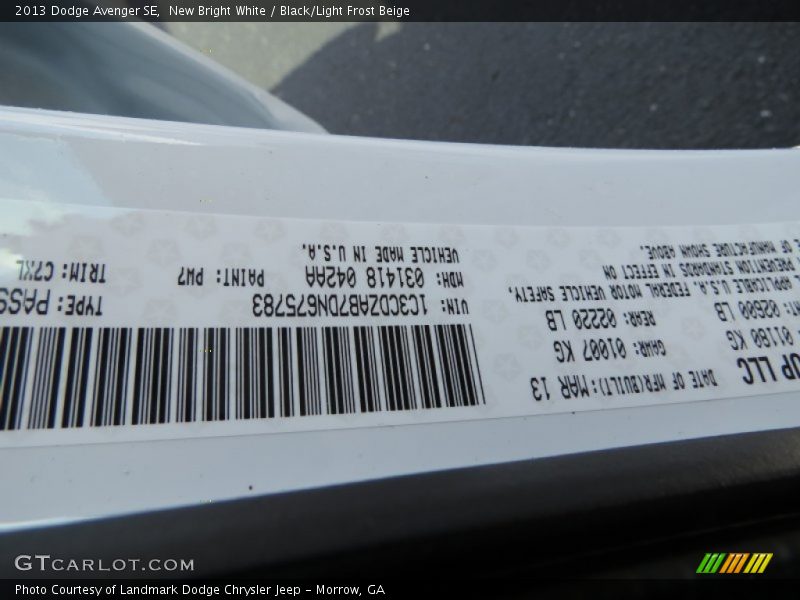 2013 Dodge Avenger SE, New Bright White / Black/Light Frost Beige
UP LLC DATE OF MFR(BUILT): MAR 13
01180 KG GAWR: 01007 KG
02600 LB REAR: 02220 LB
APPLICABLE U.S.A. FEDERAL MOTOR VEHICLE SAFETY,
PREVENTION STANDARDS IN EFFECT ON
OF MANUFACTURE SHOWN ABOVE.
VIN: 1C3CDZAB7DN675783 TYPE: PASS
MDH: 031418 042AA PAINT: PW7 TRIM: C7XL
VEHICLE MADE IN U.S.A.
GTCARLOT.COM
Photo Courtesy of Landmark Dodge Chrysler Jeep - Morrow, GA